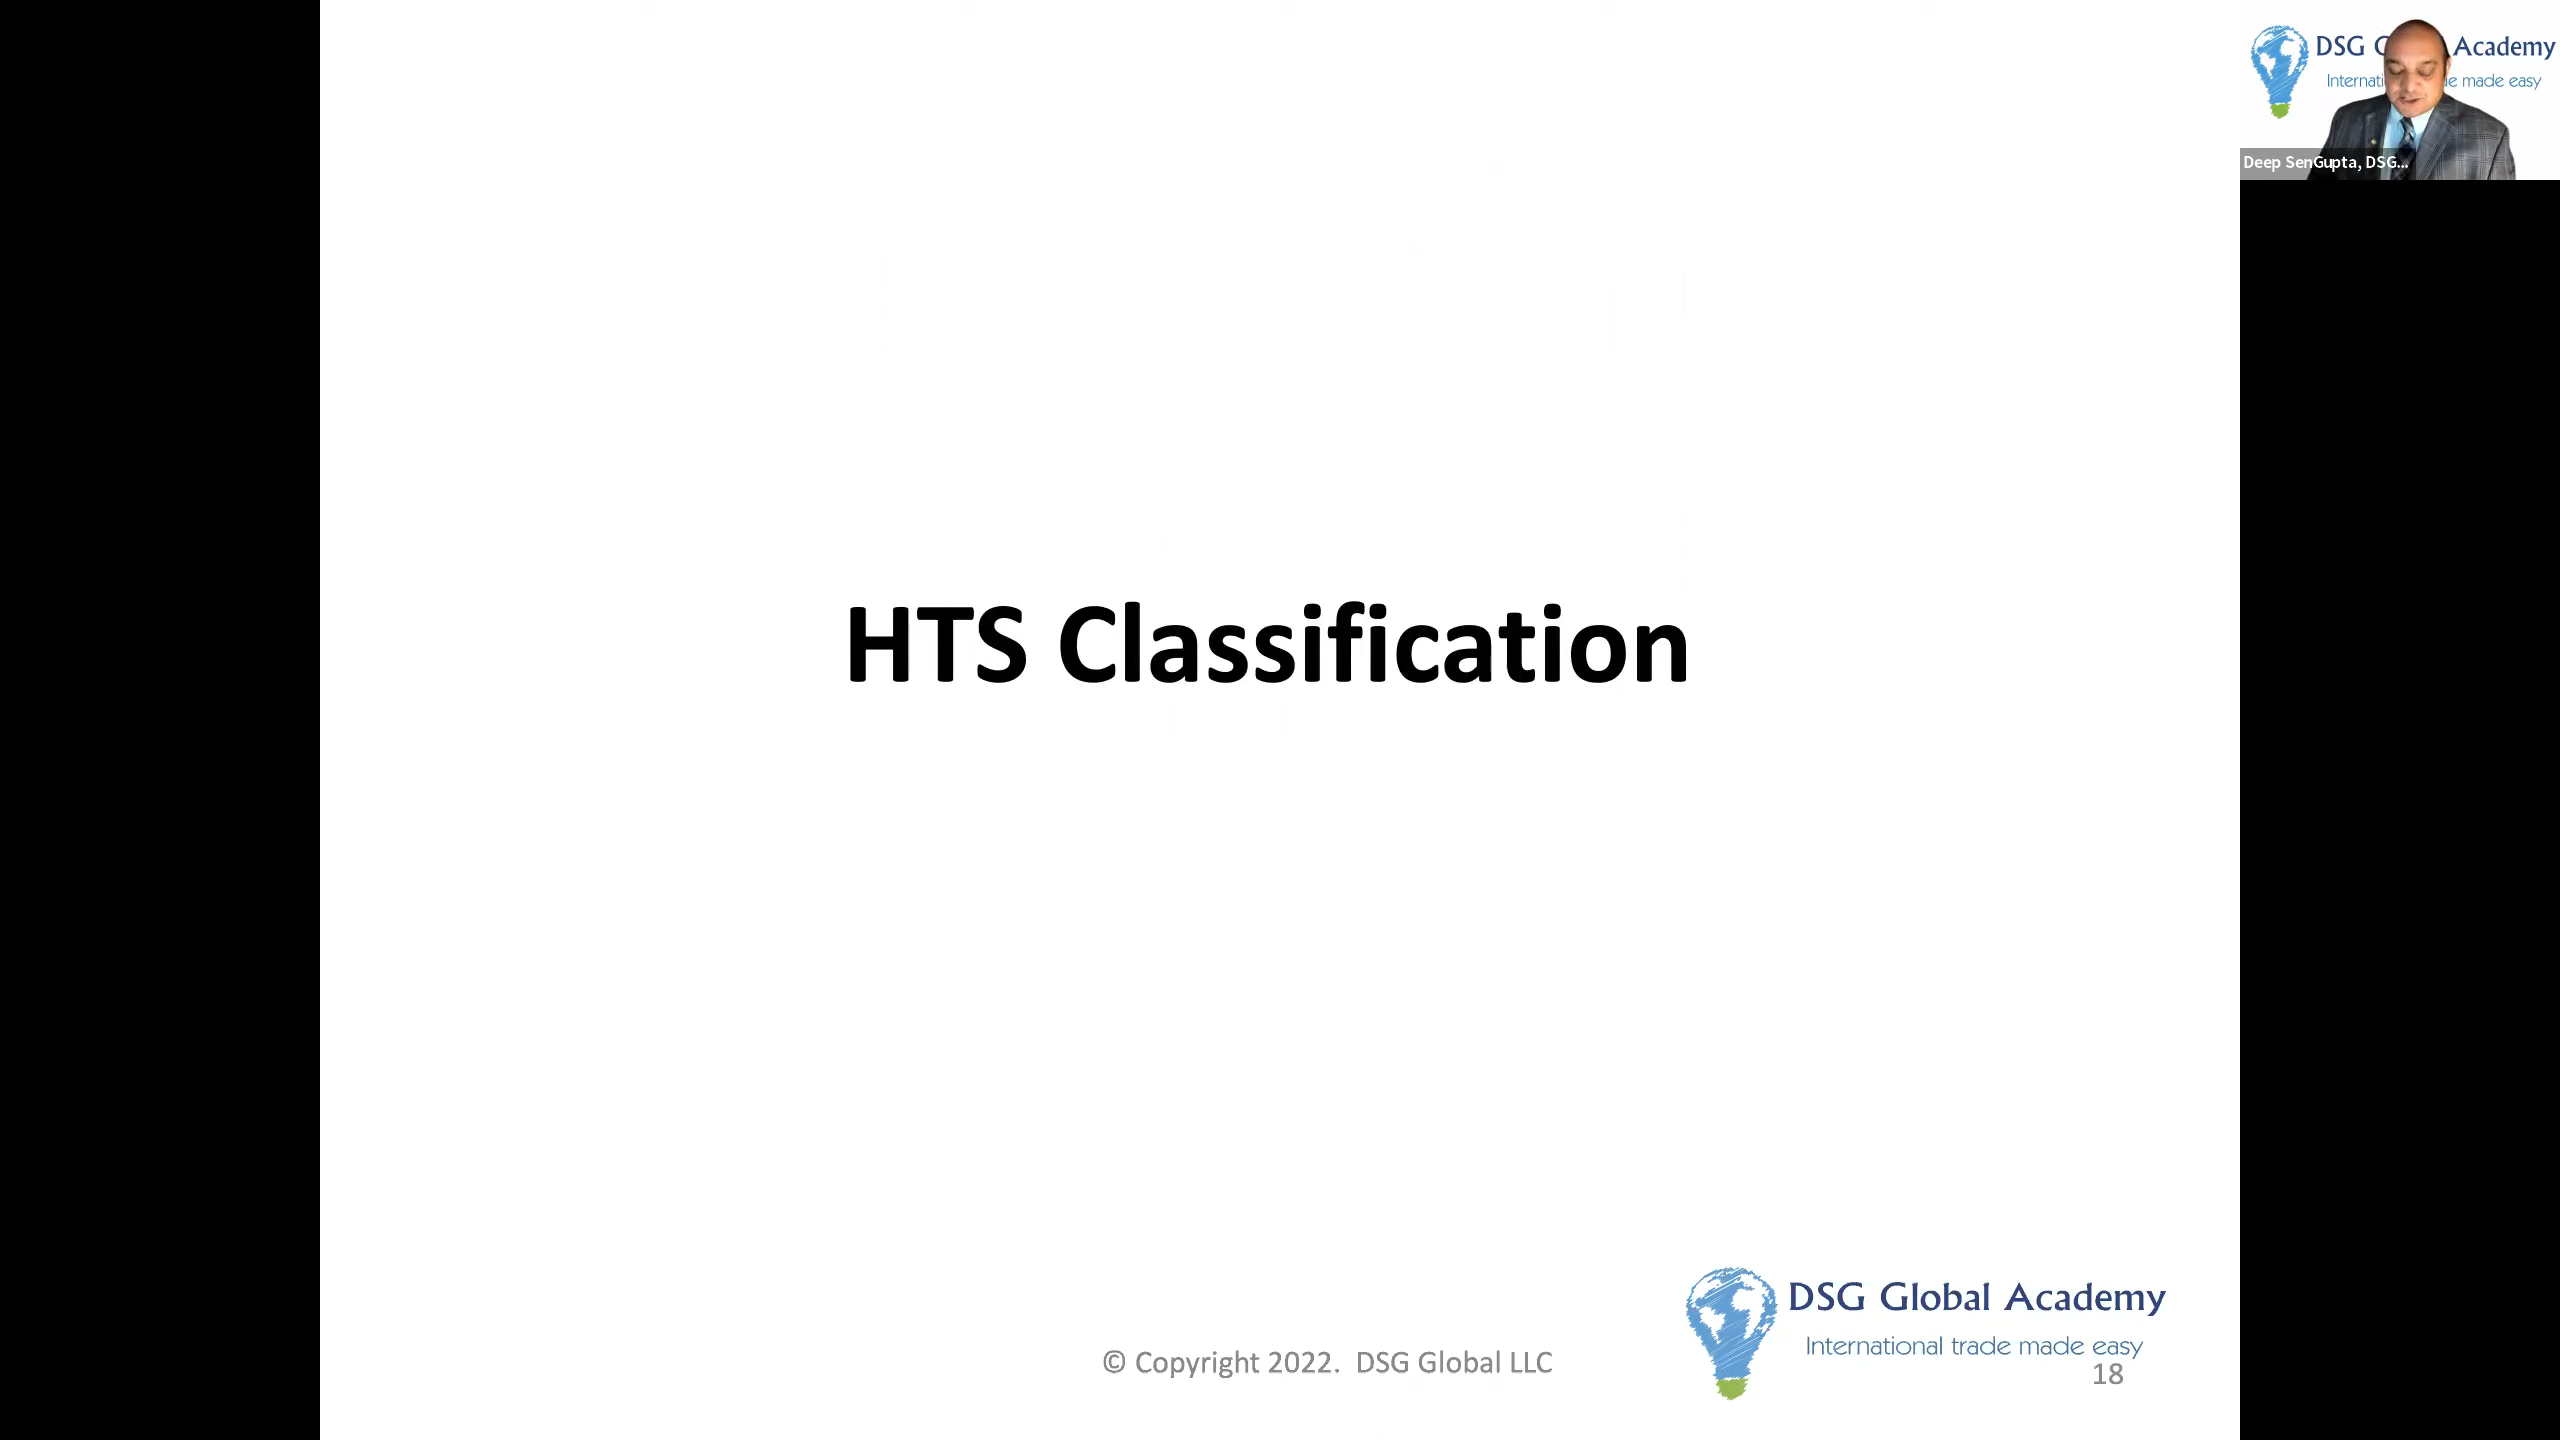 DSG G Academy
Internati e made easy
Deep SenGupta, DSG...
HTS Classification
DSG Global Academy
International trade made easy
© Copyright 2022. DSG Global LLC
18